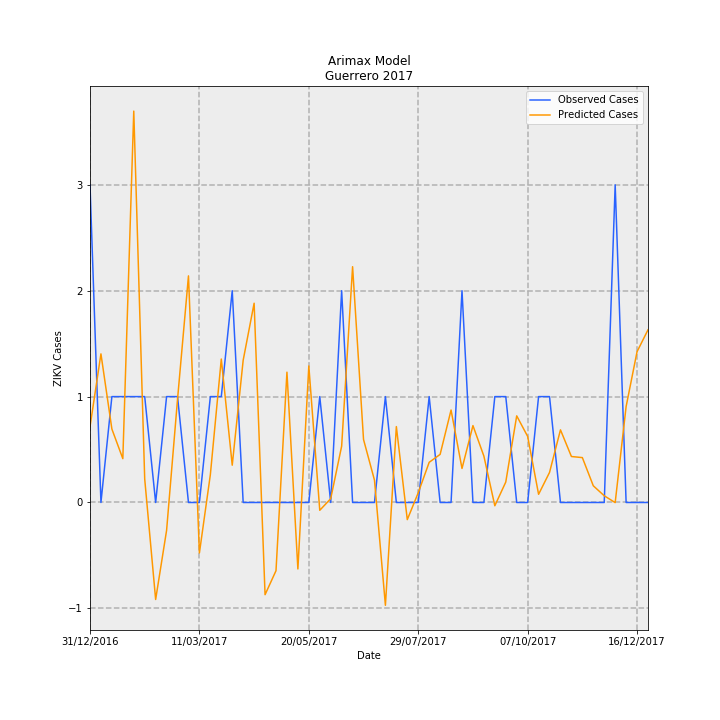 Arimax Model
Guerrero 2017
Observed Cases
Predicted Cases
ZIKV Cases
3
2
1
0
−1
31/12/2016
11/03/2017
20/05/2017
29/07/2017
07/10/2017
16/12/2017
Date